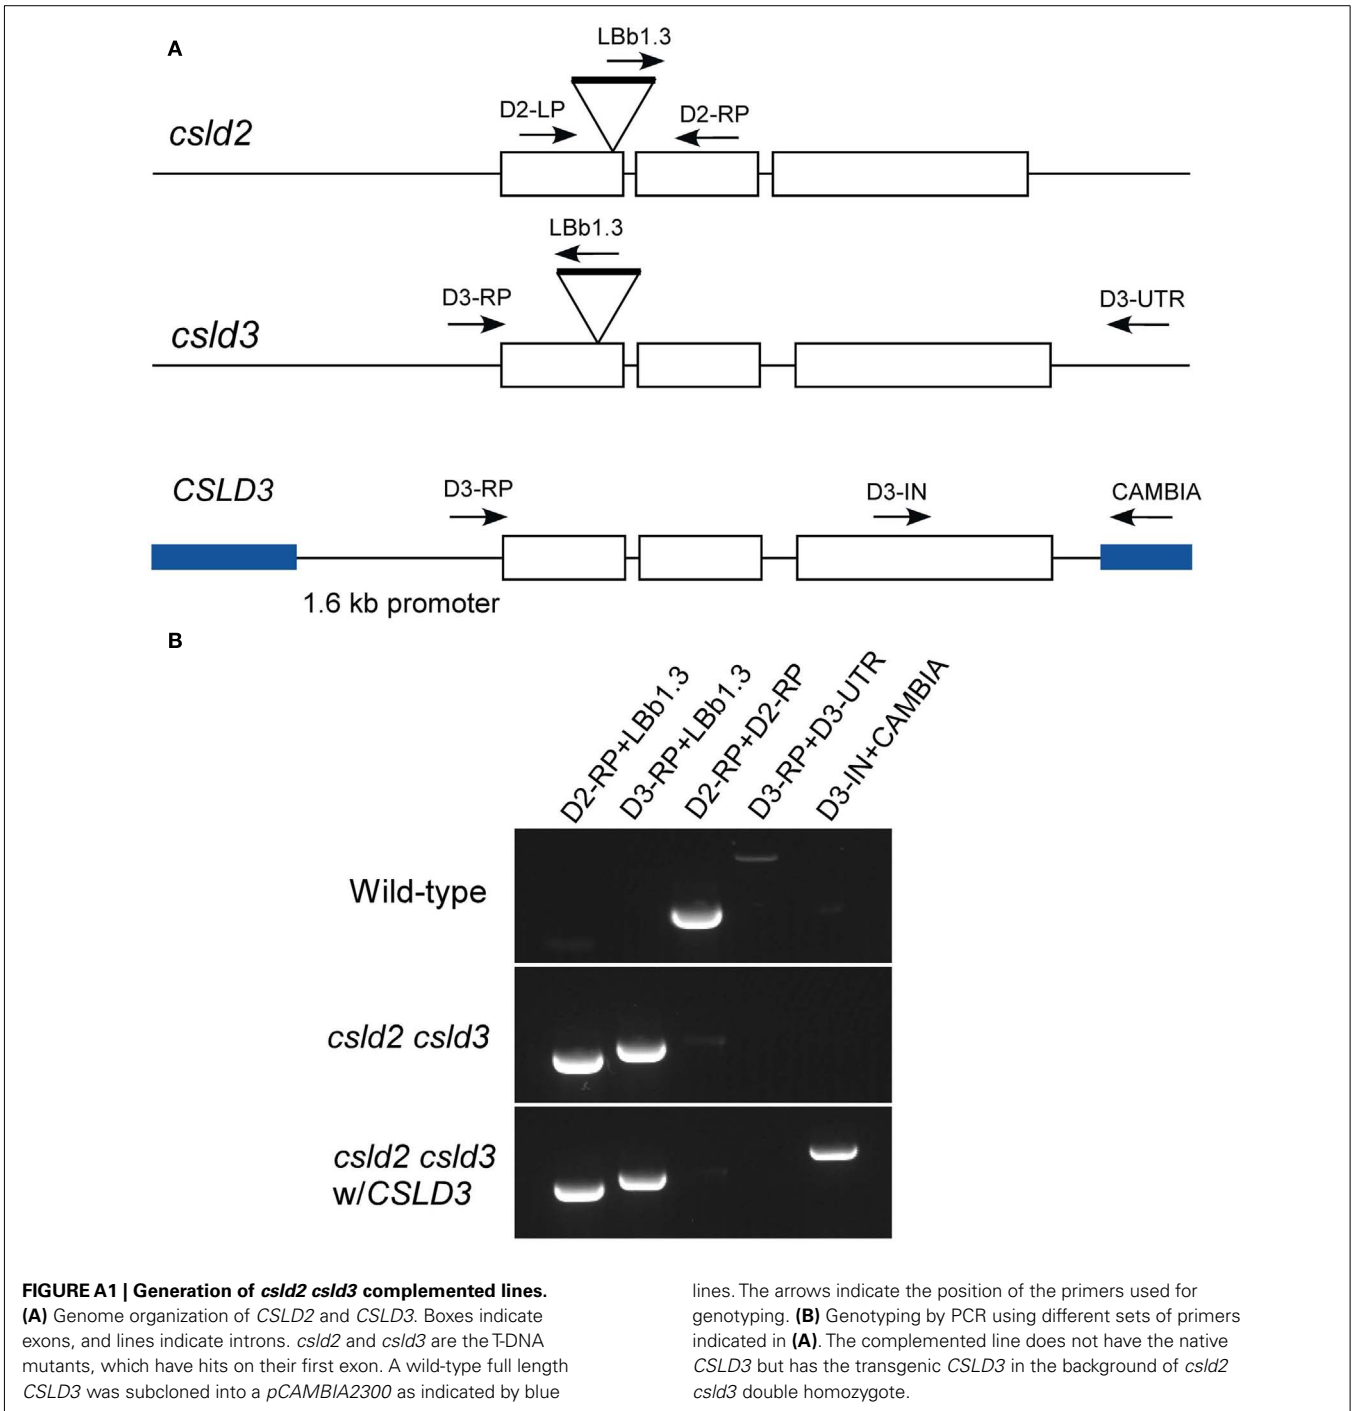 A
LBb1.3
D2-LP
D2-RP
csld2
LBb1.3
D3-RP
D3-UTR
csld3
CSLD3
D3-RP
D3-IN
CAMBIA
1.6 kb promoter
B
D2-RP+LBb1.3
D3-RP+LBb1.3
D2-RP+D2-RP
D3-RP+D3-UTR
D3-IN+CAMBIA
Wild-type
csld2 csld3
csld2 csld3
w/CSLD3
FIGURE A1 | Generation of csld2 csld3 complemented lines.
(A) Genome organization of CSLD2 and CSLD3. Boxes indicate
exons, and lines indicate introns. csld2 and csld3 are the T-DNA
mutants, which have hits on their first exon. A wild-type full length
CSLD3 was subcloned into a pCAMBIA2300 as indicated by blue
lines. The arrows indicate the position of the primers used for
genotyping. (B) Genotyping by PCR using different sets of primers
indicated in (A). The complemented line does not have the native
CSLD3 but has the transgenic CSLD3 in the background of csld2
csld3 double homozygote.